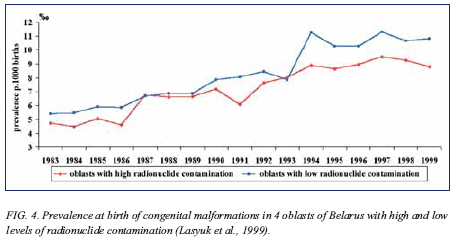 ‰
12
11
10
9
8
7
6
5
4
3
prevalence p.1000 births
1983 1984 1985 1986 1987 1988 1989 1990 1991 1992 1993 1994 1995 1996 1997 1998 1999
oblasts with high radionuclide contamination oblasts with low radionuclide contamination
FIG. 4. Prevalence at birth of congenital malformations in 4 oblasts of Belarus with high and low
levels of radionuclide contamination (Lasyuk et al., 1999).